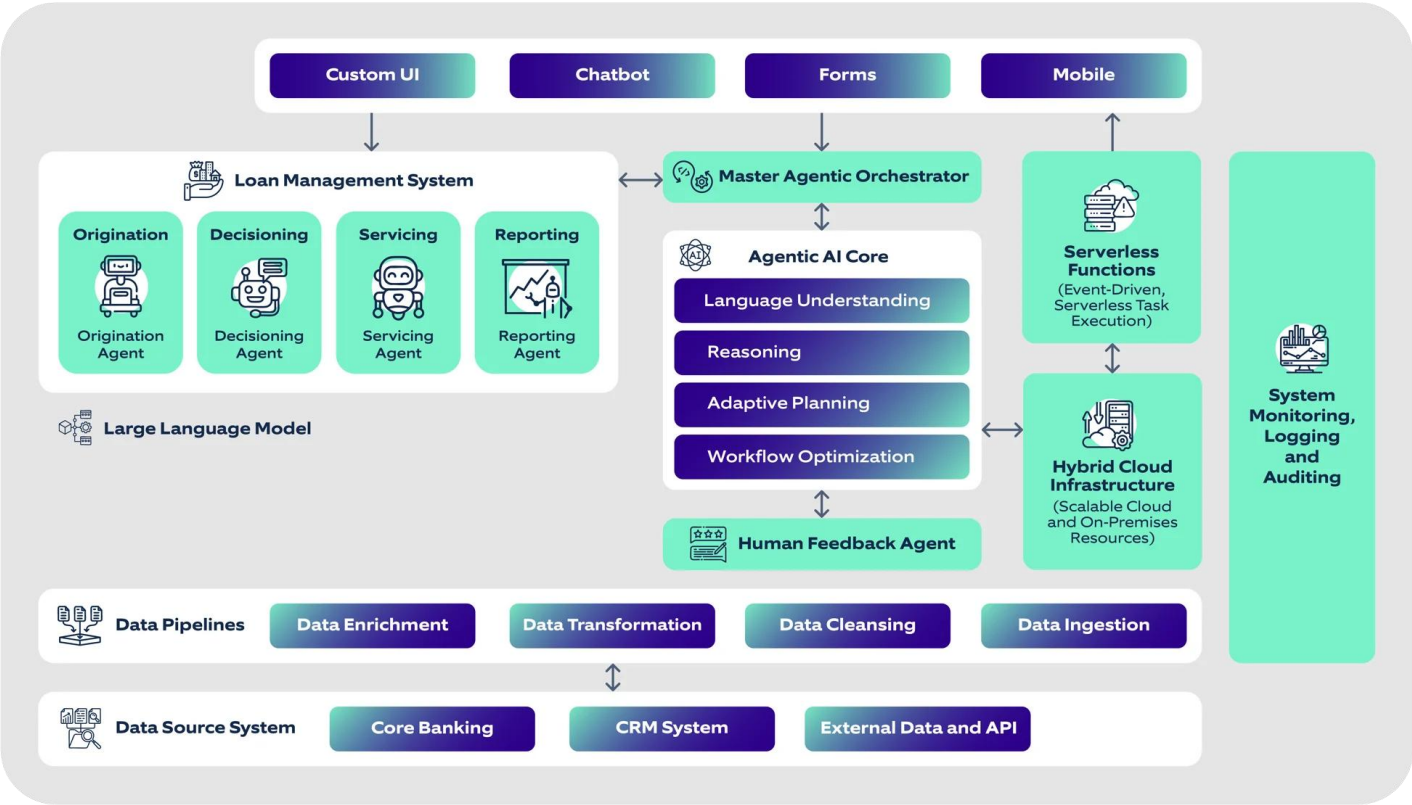 Custom UI
Chatbot
Forms
Mobile
Loan Management System
Origination
Origination
Agent
Decisioning
Decisioning
Agent
Servicing
Servicing
Agent
Reporting
Reporting
Agent
Large Language Model
Master Agentic Orchestrator
AI
Agentic AI Core
Language Understanding
Reasoning
Adaptive Planning
Workflow Optimization
Human Feedback Agent
Serverless
Functions
(Event-Driven,
Serverless Task
Execution)
Hybrid Cloud
Infrastructure
(Scalable Cloud
and On-Premises
Resources)
System
Monitoring,
Logging
and
Auditing
Data Pipelines
Data Enrichment
Data Transformation
Data Cleansing
Data Ingestion
Data Source System
Core Banking
CRM System
External Data and API